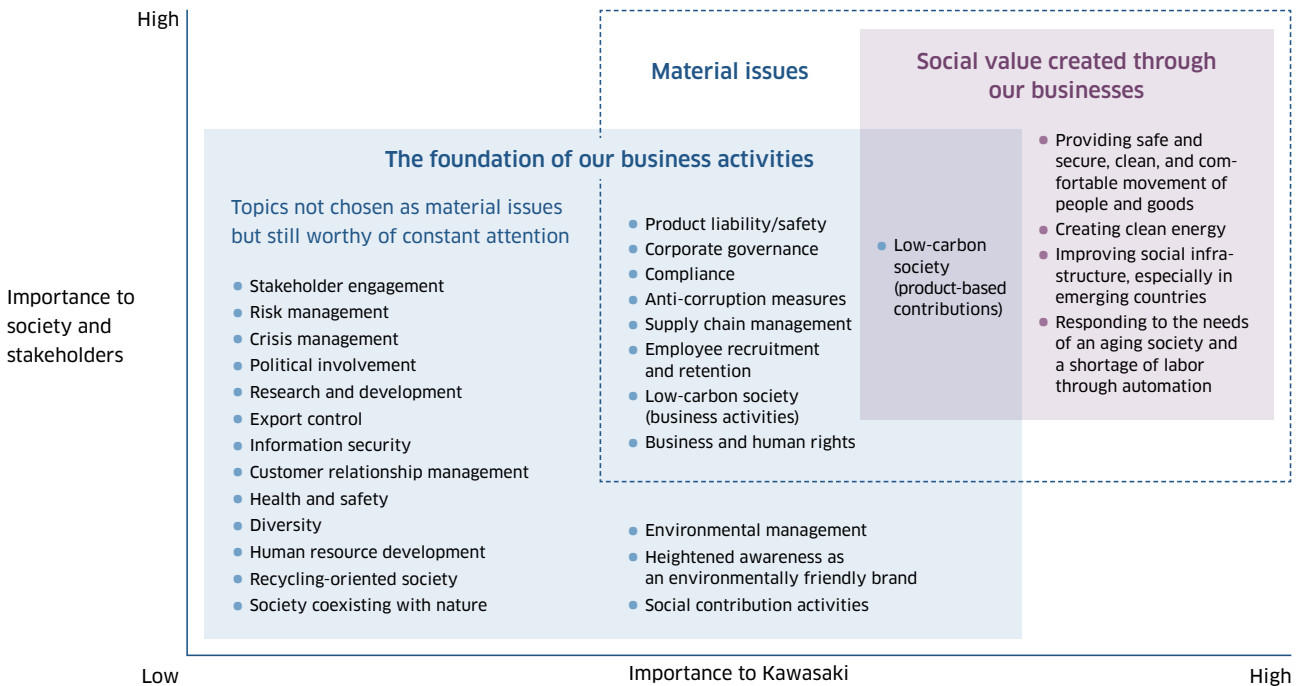 High
Material issues
Social value created through
our businesses
The foundation of our business activities
Topics not chosen as material issues
but still worthy of constant attention
Stakeholder engagement
Risk management
Crisis management
Political involvement
Research and development
Export control
Information security
Customer relationship management
Health and safety
Diversity
Human resource development
Recycling-oriented society
Society coexisting with nature
Product liability/safety
Corporate governance
Compliance
Anti-corruption measures
Supply chain management
Employee recruitment
and retention
Low-carbon society
(business activities)
Business and human rights
Environmental management
Heightened awareness as
an environmentally friendly brand
Social contribution activities
Low-carbon
society
(product-based
contributions)
Providing safe and
secure, clean, and com-
fortable movement of
people and goods
Creating clean energy
Improving social infra-
structure, especially in
emerging countries
Responding to the needs
of an aging society and
a shortage of labor
through automation
Importance to
society and
stakeholders
Low
Importance to Kawasaki
High